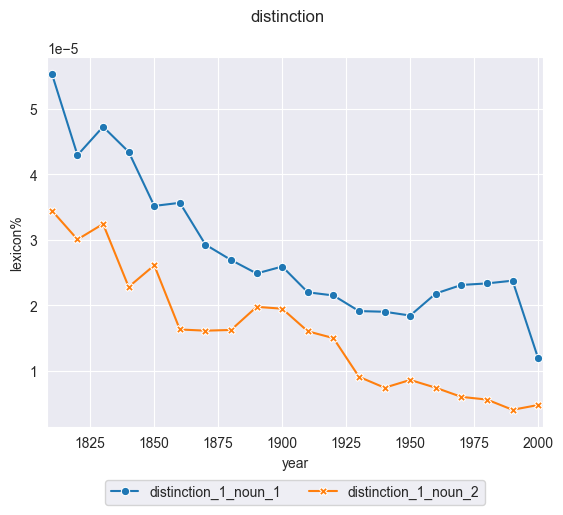 distinction
1e−5
5
4
3
2
1
lexicon%
1825 1850 1875 1900 1925 1950 1975 2000
year
distinction_1_noun_1 distinction_1_noun_2